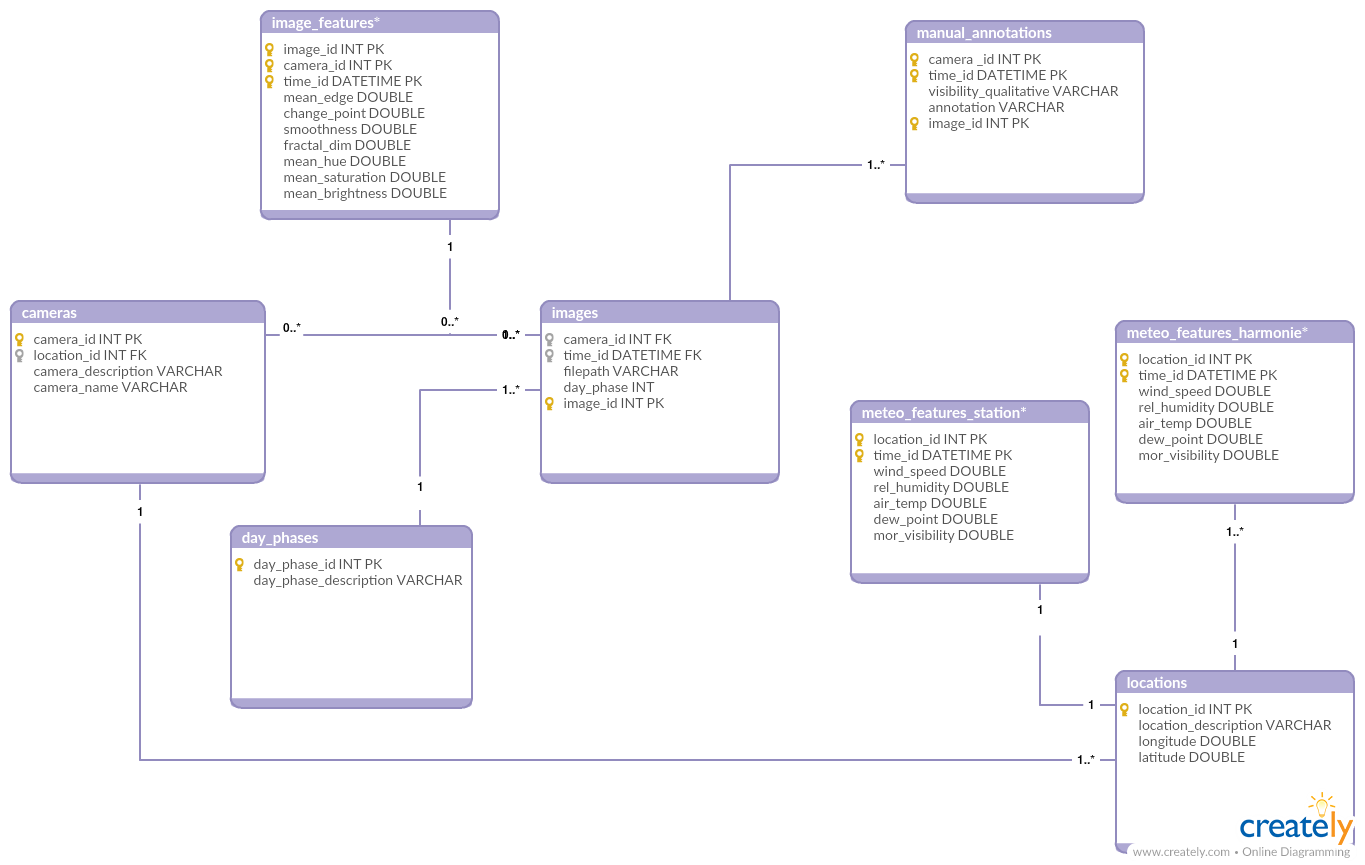 image_features*
image_id INT PK
camera_id INT PK
time_id DATETIME PK
mean_edge DOUBLE
change_point DOUBLE
smoothness DOUBLE
fractal_dim DOUBLE
mean_hue DOUBLE
mean_saturation DOUBLE
mean_brightness DOUBLE
manual_annotations
camera _id INT PK
time_id DATETIME PK
visibility_qualitative VARCHAR
annotation VARCHAR
image_id INT PK
1..*
1
0..*
cameras
camera_id INT PK
location_id INT FK
camera_description VARCHAR
camera_name VARCHAR
0..*
0..*
images
camera_id INT FK
time_id DATETIME FK
filepath VARCHAR
day_phase INT
image_id INT PK
1..*
1
meteo_features_harmonie*
location_id INT PK
time_id DATETIME PK
wind_speed DOUBLE
rel_humidity DOUBLE
air_temp DOUBLE
dew_point DOUBLE
mor_visibility DOUBLE
meteo_features_station*
location_id INT PK
time_id DATETIME PK
wind_speed DOUBLE
rel_humidity DOUBLE
air_temp DOUBLE
dew_point DOUBLE
mor_visibility DOUBLE
1
day_phases
day_phase_id INT PK
day_phase_description VARCHAR
1..*
1
1
1
1..*
locations
location_id INT PK
location_description VARCHAR
longitude DOUBLE
latitude DOUBLE
creately
www.creately.com • Online Diagramming